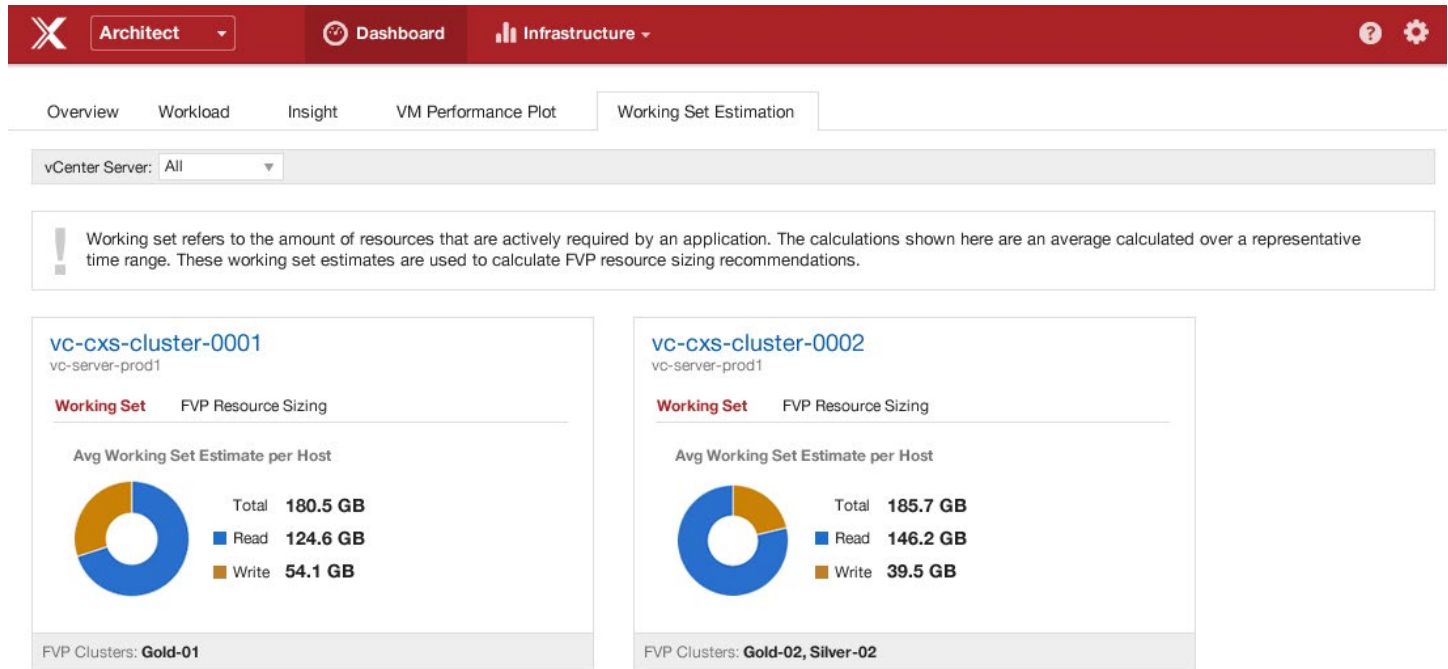 Architect
Dashboard
Infrastructure
?
Overview Workload Insight VM Performance Plot Working Set Estimation
vCenter Server: All
! Working set refers to the amount of resources that are actively required by an application. The calculations shown here are an average calculated over a representative
time range. These working set estimates are used to calculate FVP resource sizing recommendations.
vc-cxs-cluster-0001
vc-server-prod1
Working Set FVP Resource Sizing
Avg Working Set Estimate per Host
Total 180.5 GB
Read 124.6 GB
Write 54.1 GB
FVP Clusters: Gold-01
vc-cxs-cluster-0002
vc-server-prod1
Working Set FVP Resource Sizing
Avg Working Set Estimate per Host
Total 185.7 GB
Read 146.2 GB
Write 39.5 GB
FVP Clusters: Gold-02, Silver-02